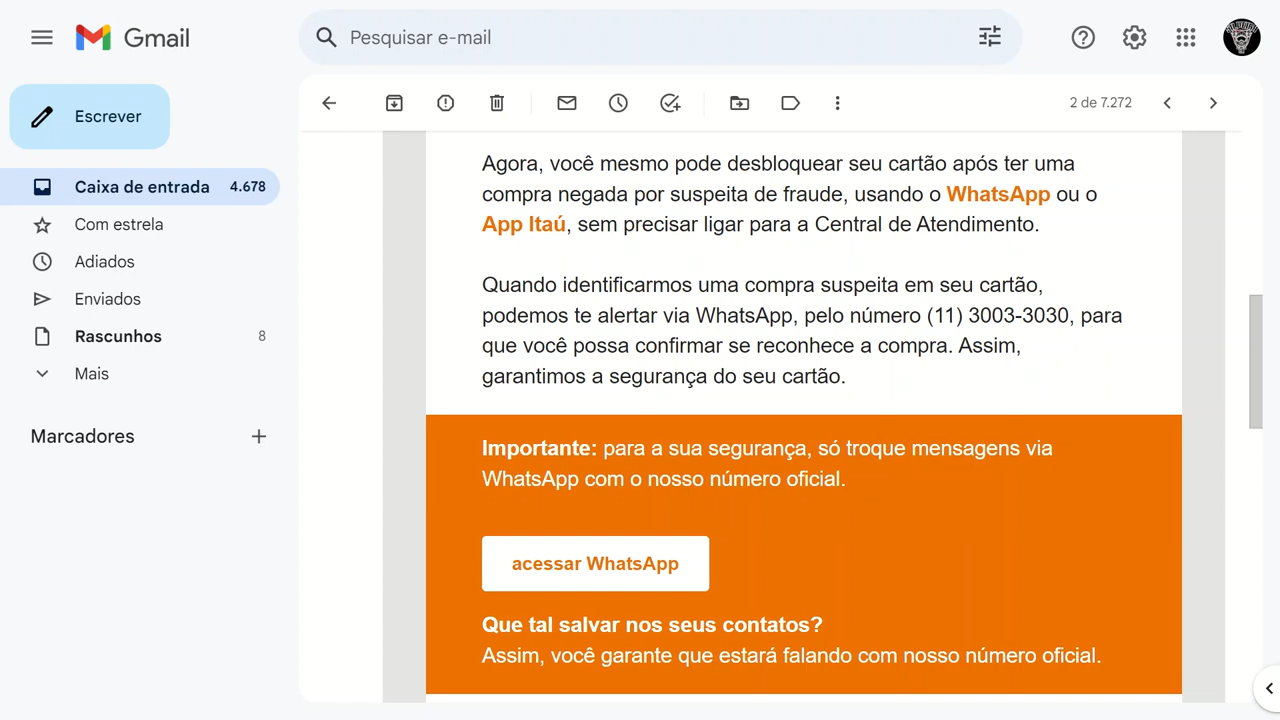 Gmail
Pesquisar e-mail
Escrever
2 de 7.272
Caixa de entrada 4.678
Com estrela
Adiados
Enviados
Rascunhos 8
Mais
Marcadores
Agora, você mesmo pode desbloquear seu cartão após ter uma
compra negada por suspeita de fraude, usando o WhatsApp ou o
App Itaú, sem precisar ligar para a Central de Atendimento.
Quando identificarmos uma compra suspeita em seu cartão,
podemos te alertar via WhatsApp, pelo número (11) 3003-3030, para
que você possa confirmar se reconhece a compra. Assim,
garantimos a segurança do seu cartão.
Importante: para a sua segurança, só troque mensagens via
WhatsApp com o nosso número oficial.
acessar WhatsApp
Que tal salvar nos seus contatos?
Assim, você garante que estará falando com nosso número oficial.